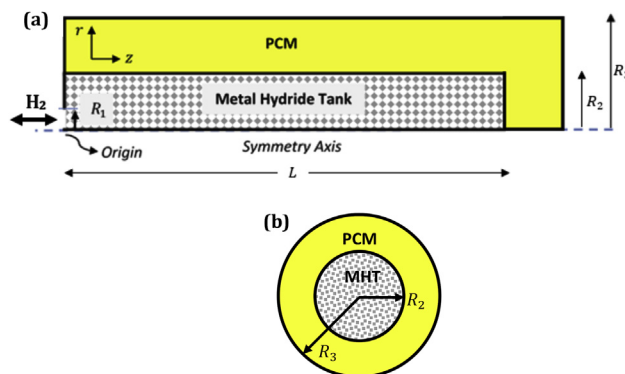 (a)
r
z
PCM
H₂
R₁
Metal Hydride Tank
R₂
R
Origin
Symmetry Axis
L
(b)
PCM
MHT
R₂
R₃